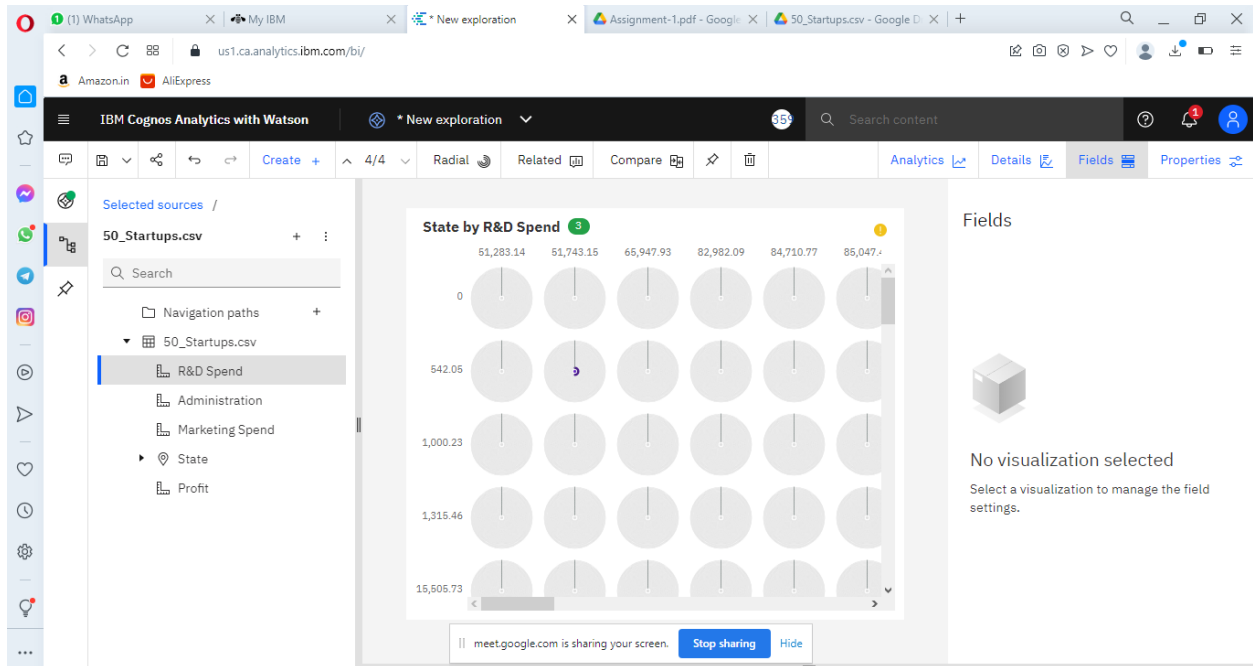 (1) WhatsApp
My IBM
* New exploration
Assignment-1.pdf - Google
50_Startups.csv - Google D
us1.ca.analytics.ibm.com/bi/
a Amazon.in
AliExpress
IBM Cognos Analytics with Watson
* New exploration
359
Search content
1
Create +
4/4
Radial
Related
Compare
Analytics
Details
Fields
Properties
Selected sources /
50_Startups.csv
Search
Navigation paths
50_Startups.csv
R&D Spend
Administration
Marketing Spend
State
Profit
State by R&D Spend 3
51,283.14 51,743.15 65,947.93 82,982.09 84,710.77 85,047.
0
542.05
1,000.23
1,315.46
15,505.73
Fields
No visualization selected
Select a visualization to manage the field
settings.
meet.google.com is sharing your screen.
Stop sharing
Hide